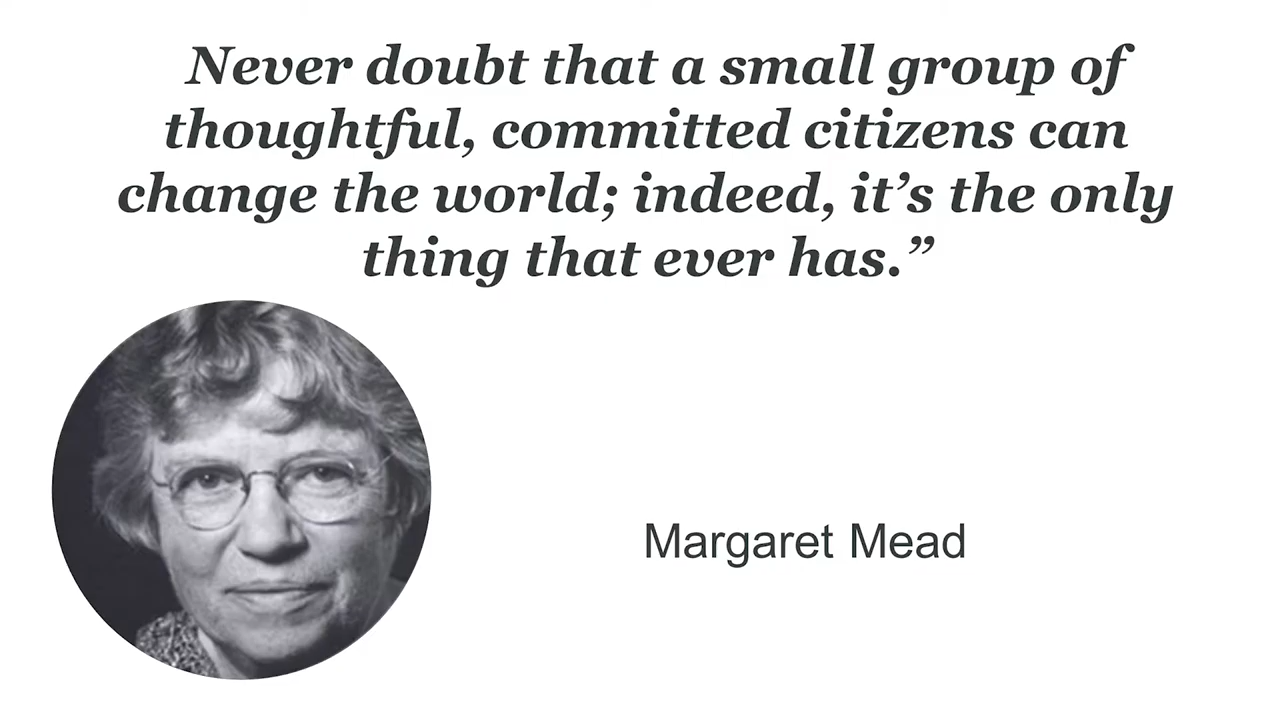 Never doubt that a small group of
thoughtful, committed citizens can
change the world; indeed, it’s the only
thing that ever has.”
Margaret Mead